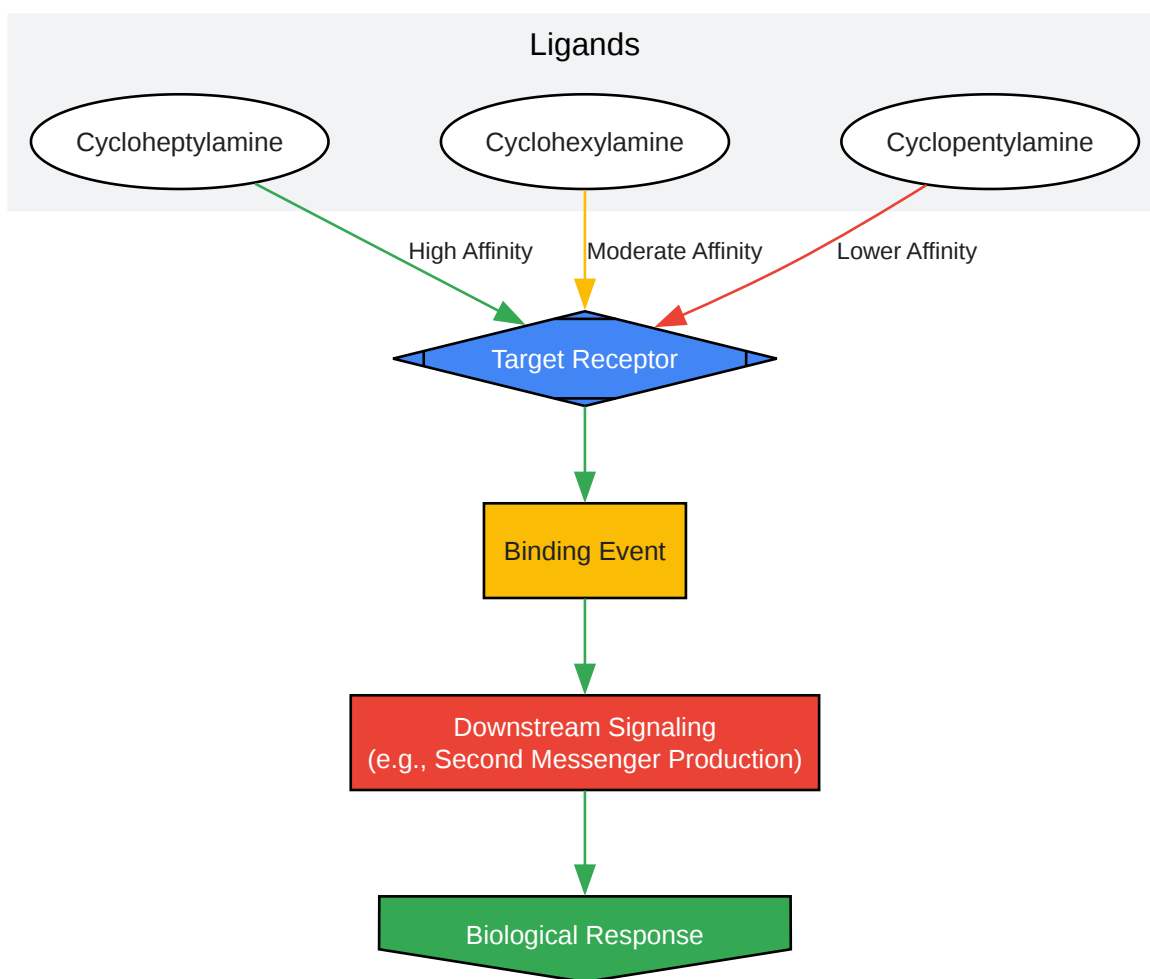 Ligands
Cycloheptylamine
Cyclohexylamine
Cyclopentylamine
High Affinity
Moderate Affinity
Lower Affinity
Target Receptor
Binding Event
Downstream Signaling
(e.g., Second Messenger Production)
Biological Response